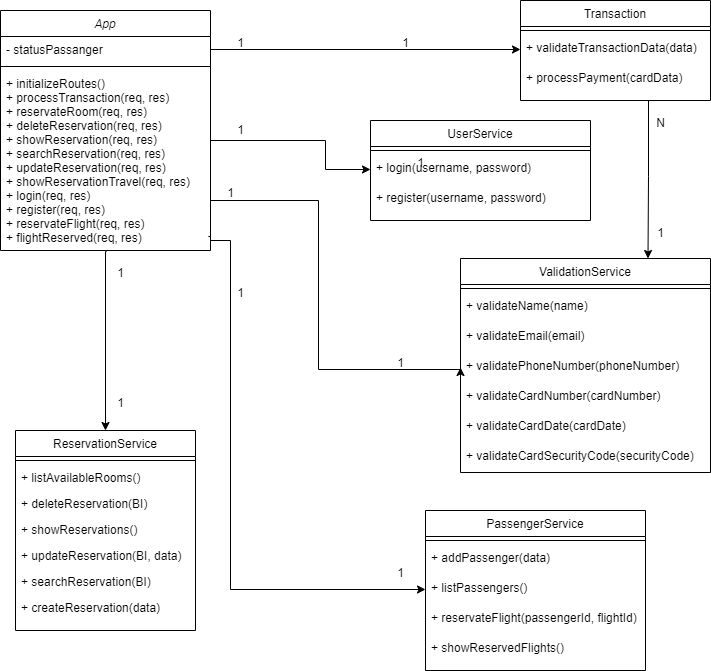 App
- statusPassanger
+ initializeRoutes()
+ processTransaction(req, res)
+ reservateRoom(req, res)
+ deleteReservation(req, res)
+ showReservation(req, res)
+ searchReservation(req, res)
+ updateReservation(req, res)
+ showReservationTravel(req, res)
+ login(req, res)
+ register(req, res)
+ reservateFlight(req, res)
+ flightReserved(req, res)
1
1
Transaction
+ validateTransactionData(data)
+ processPayment(cardData)
1
1
UserService
+ login(username, password)
+ register(username, password)
N
1
1
1
ValidationService
+ validateName(name)
+ validateEmail(email)
+ validatePhoneNumber(phoneNumber)
+ validateCardNumber(cardNumber)
+ validateCardDate(cardDate)
+ validateCardSecurityCode(securityCode)
1
1
ReservationService
+ listAvailableRooms()
+ deleteReservation(BI)
+ showReservations()
+ updateReservation(BI, data)
+ searchReservation(BI)
+ createReservation(data)
1
1
PassengerService
+ addPassenger(data)
+ listPassengers()
+ reservateFlight(passengerId, flightId)
+ showReservedFlights()